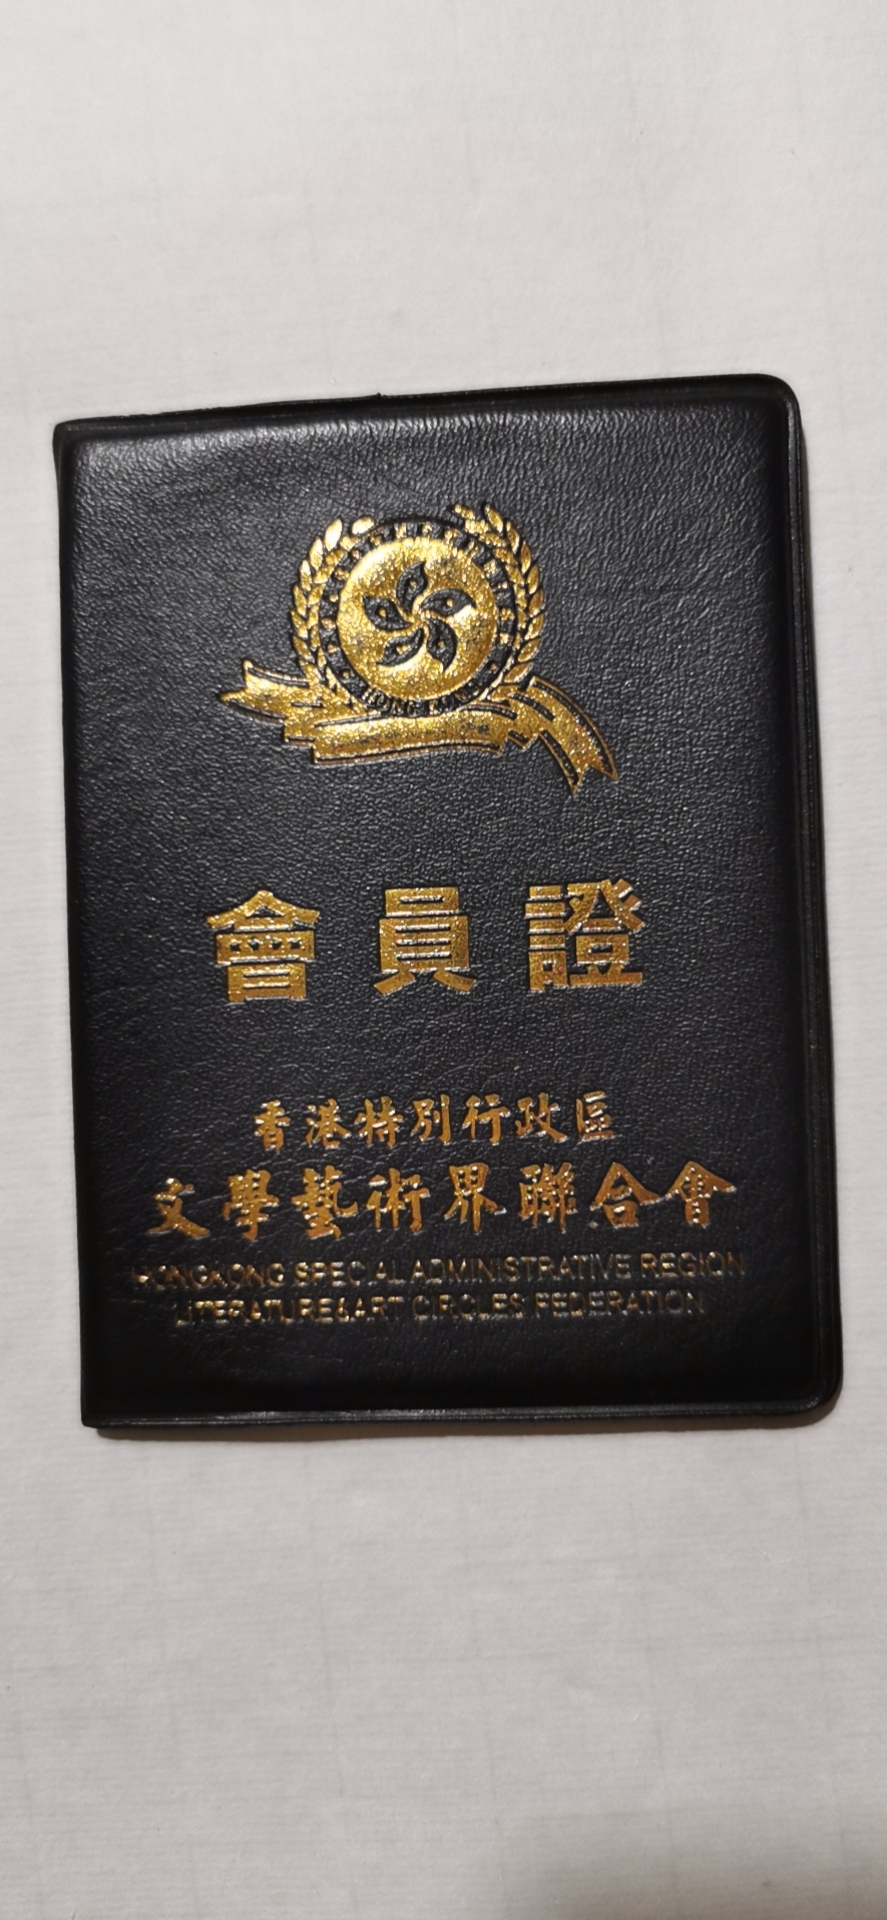 會員證
香港特別行政區
文學藝術界聯合會
HONGKONG SPECIAL ADMINISTRATIVE REGION
LITERATURE&ART CIRCLES FEDERATION